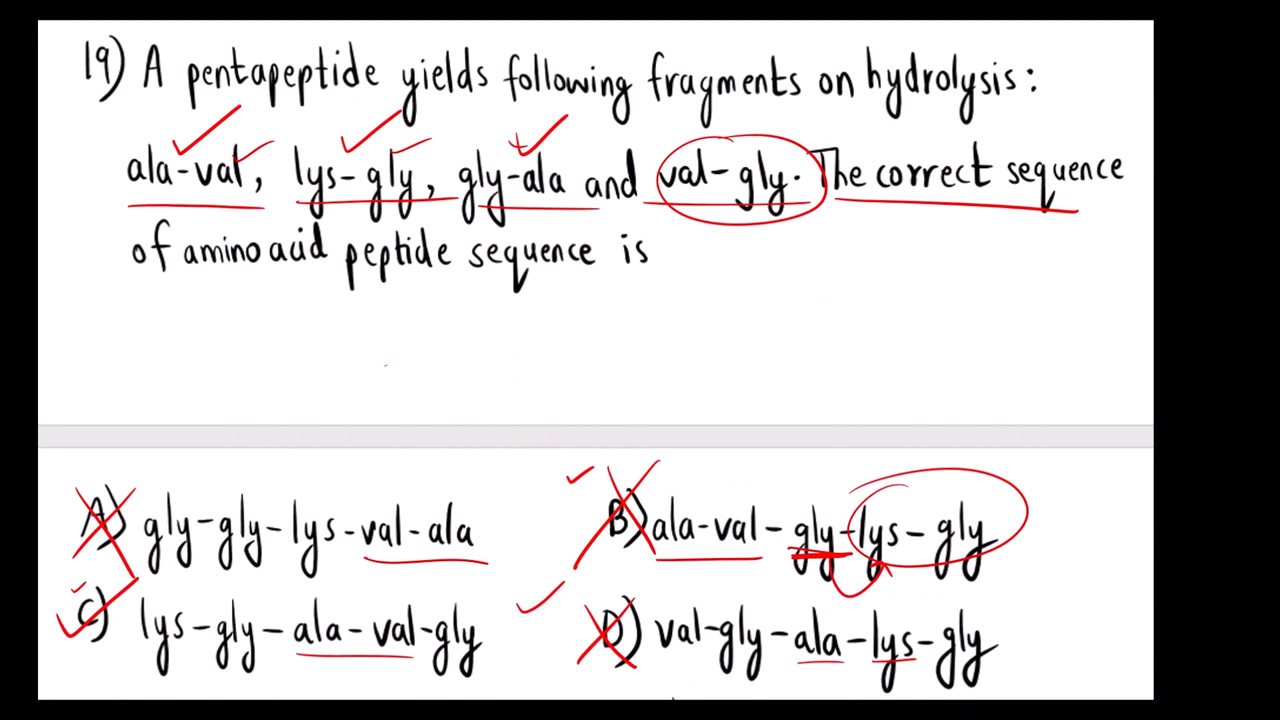 19) A pentapeptide yields following fragments on hydrolysis:
ala-val, lys-gly, gly-ala and val-gly. The correct sequence
of amino acid peptide sequence is
A) gly-gly-lys-val-ala
B) ala-val-gly-lys-gly
C) lys-gly-ala-val-gly
D) val-gly-ala-lys-gly